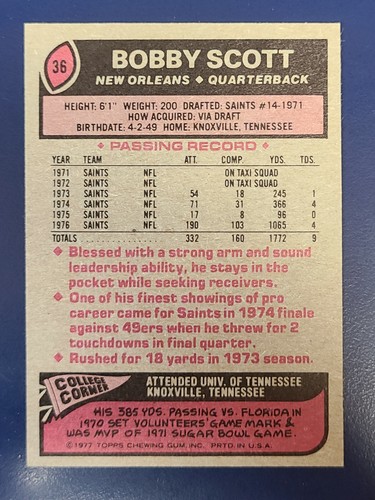 36
BOBBY SCOTT
NEW ORLEANS ◆ QUARTERBACK
HEIGHT: 6'1" WEIGHT: 200 DRAFTED: SAINTS #14-1971
HOW ACQUIRED: VIA DRAFT
BIRTHDATE: 4-2-49 HOME: KNOXVILLE, TENNESSEE
◆ PASSING RECORD ◆
YEAR TEAM ATT. COMP. YDS. TDS.
1971 SAINTS NFL ON TAXI SQUAD
1972 SAINTS NFL ON TAXI SQUAD
1973 SAINTS NFL 54 18 245 1
1974 SAINTS NFL 71 31 366 4
1975 SAINTS NFL 17 8 96 0
1976 SAINTS NFL 190 103 1065 4
TOTALS 332 160 1772 9
◆ Blessed with a strong arm and sound
leadership ability, he stays in the
pocket while seeking receivers.
◆ One of his finest showings of pro
career came for Saints in 1974 finale
against 49ers when he threw for 2
touchdowns in final quarter.
◆ Rushed for 18 yards in 1973 season.
COLLEGE
CORNER
ATTENDED UNIV. OF TENNESSEE
KNOXVILLE, TENNESSEE
HIS 385 YDS. PASSING VS. FLORIDA IN
1970 SET VOLUNTEERS' GAME MARK &
WAS MVP OF 1971 SUGAR BOWL GAME.
© 1977 TOPPS CHEWING GUM, INC. PRTD. IN U.S.A.